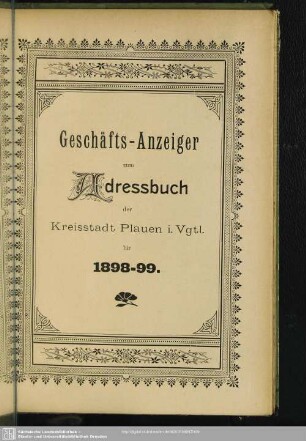 Geschäfts-Anzeiger
zum
Adressbuch
der
Kreisstadt Plauen i. Vgtl.
für
1898-99.